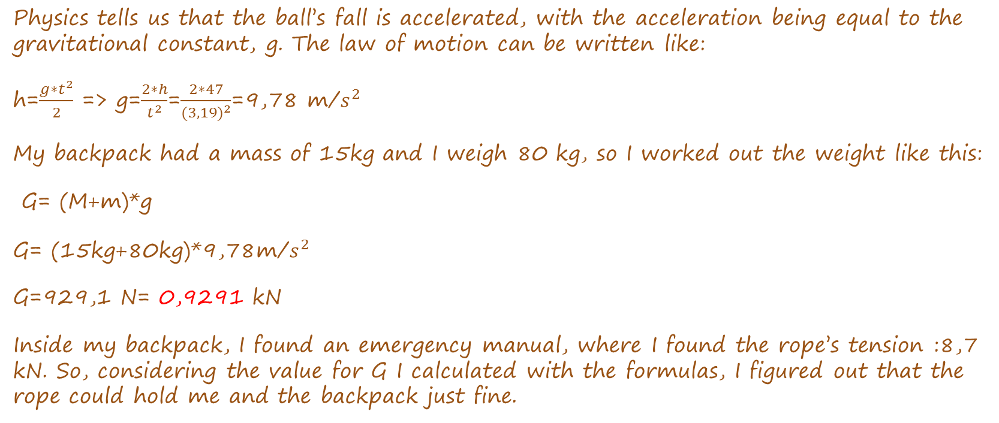 Physics tells us that the ball's fall is accelerated, with the acceleration being equal to the
gravitational constant, g. The law of motion can be written like:
h=\frac{g*t^2}{2} => g=\frac{2*h}{t^2}=\frac{2*47}{(3,19)^2}=9,78 m/s^2
My backpack had a mass of 15kg and I weigh 80 kg, so I worked out the weight like this:
G= (M+m)*g
G= (15kg+80kg)*9,78m/s^2
G=929,1 N= 0,9291 kN
Inside my backpack, I found an emergency manual, where I found the rope's tension :8,7
kN. So, considering the value for G I calculated with the formulas, I figured out that the
rope could hold me and the backpack just fine.